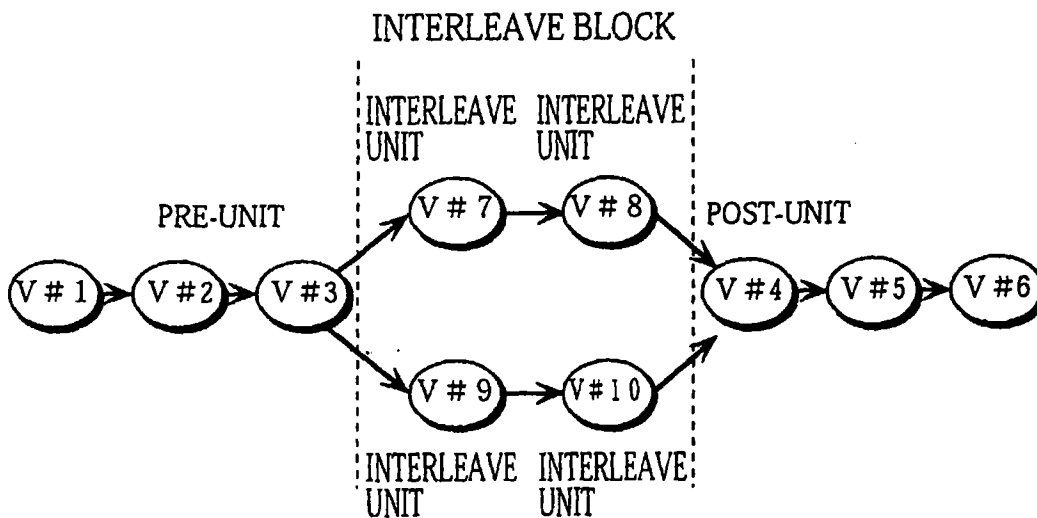 INTERLEAVE BLOCK
INTERLEAVE
UNIT
INTERLEAVE
UNIT
V # 7
V # 8
PRE-UNIT
POST-UNIT
V # 1
V #2
V #3
V #4
V #5
V #6
V # 9
V#10
INTERLEAVE
UNIT
INTERLEAVE
UNIT